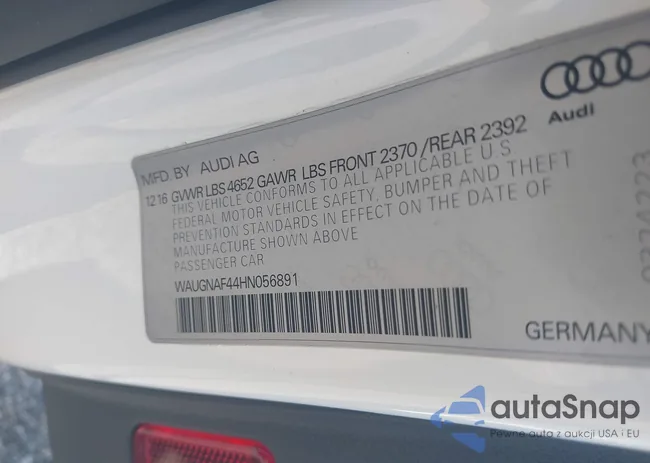 Audi
MFD. BY AUDI AG
12.16 GVWR LBS 4652 GAWR LBS FRONT 2370 /REAR 2392
THIS VEHICLE CONFORMS TO ALL APPLICABLE U.S
FEDERAL MOTOR VEHICLE SAFETY, BUMPER AND THEFT
PREVENTION STANDARDS IN EFFECT ON THE DATE OF
MANUFACTURE SHOWN ABOVE
PASSENGER CAR
WAUGNAF44HN056891
GERMANY
autaSnap
Pewne auta z aukcji USA i EU